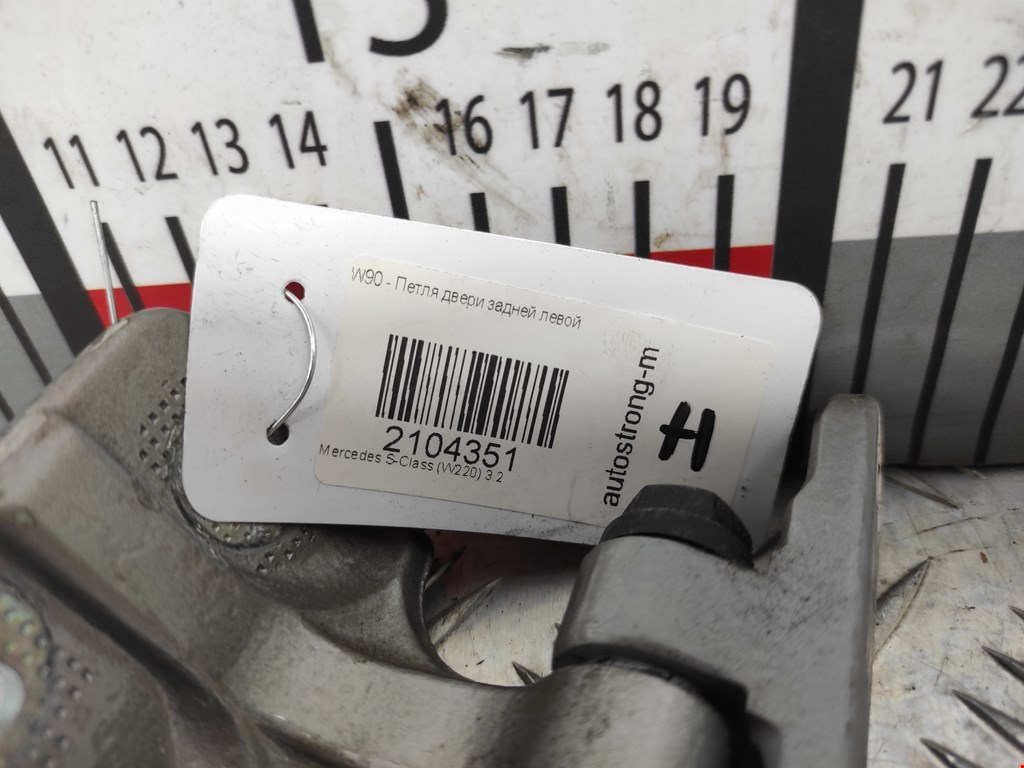 11 12 13 14 16 17 18 19 21 22
W90 - Петля двери задней левой
2104351
Mercedes S-Class (W220) 3.2
autostrong-m
H